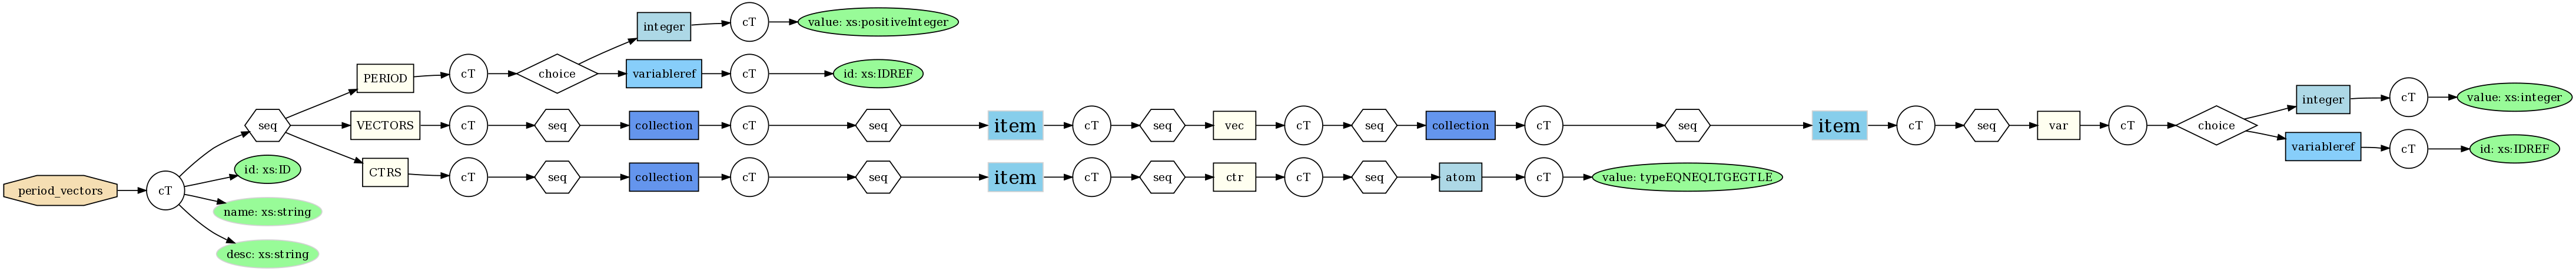 integer
cT
value: xs:positiveInteger
PERIOD
cT
choice
variableref
cT
id: xs:IDREF
seq
VECTORS
cT
seq
collection
cT
seq
item
cT
seq
vec
cT
seq
collection
cT
seq
item
cT
seq
var
cT
choice
integer
cT
value: xs:integer
variableref
cT
id: xs:IDREF
CTRS
cT
seq
collection
cT
seq
item
cT
seq
ctr
cT
seq
atom
cT
value: typeEQNEQLTGEGTLE
period_vectors
cT
id: xs:ID
name: xs:string
desc: xs:string